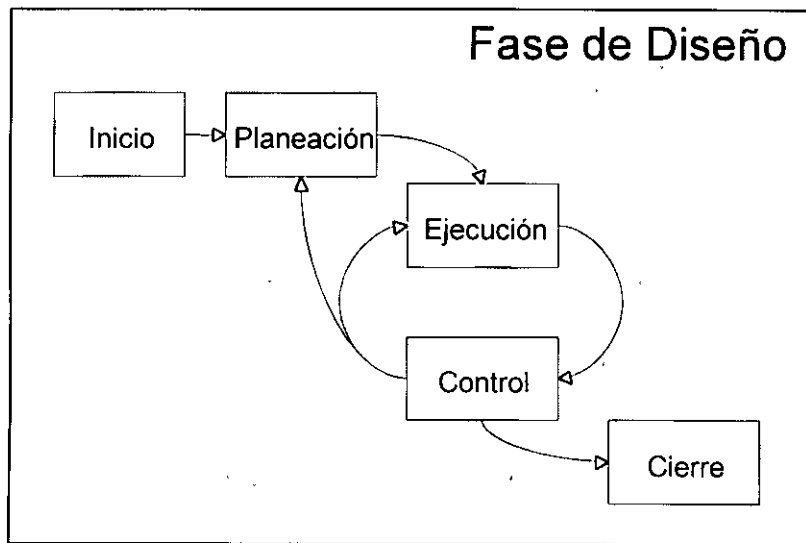 Fase de Diseño
Inicio
Planeación
Ejecución
Control
Cierre